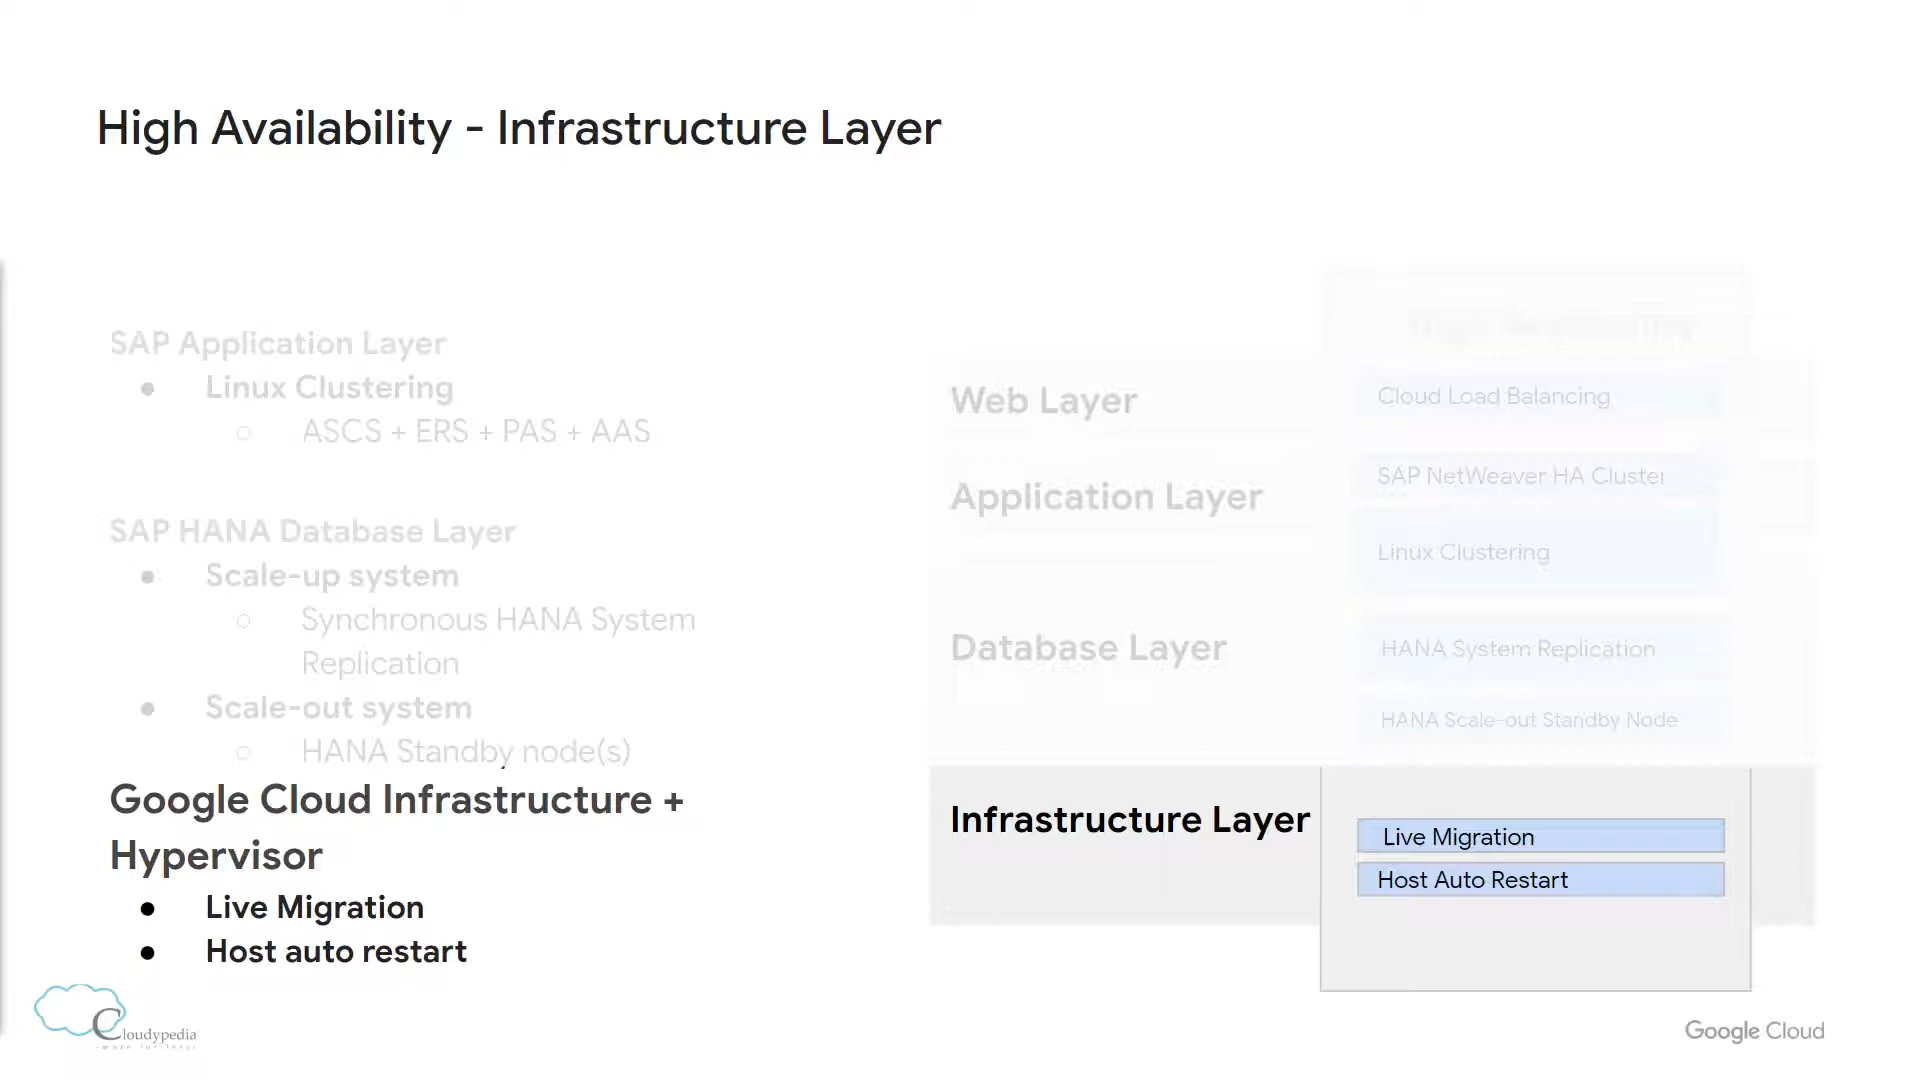 High Availability - Infrastructure Layer
SAP Application Layer
● Linux Clustering
○ ASCS + ERS + PAS + AAS
SAP HANA Database Layer
● Scale-up system
○ Synchronous HANA System
Replication
● Scale-out system
○ HANA Standby node(s)
Google Cloud Infrastructure +
Hypervisor
● Live Migration
● Host auto restart
High Availability
Web Layer
Cloud Load Balancing
Application Layer
SAP NetWeaver HA Cluster
Linux Clustering
Database Layer
HANA System Replication
HANA Scale-out Standby Node
Infrastructure Layer
Live Migration
Host Auto Restart
Cloudypedia
Google Cloud